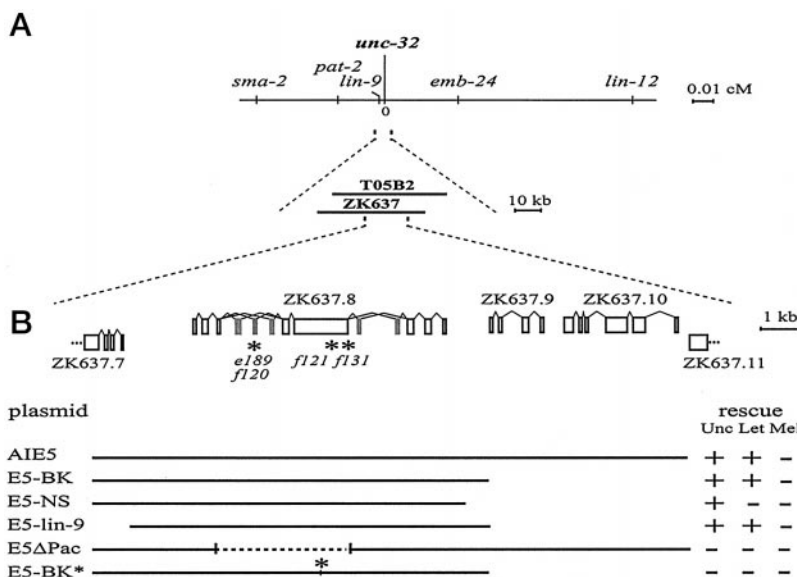 A
unc-32
pat-2
sma-2 lin-9 emb-24 lin-12
0.01 cM
0
T05B2
ZK637
10 kb
B
ZK637.8 ZK637.9 ZK637.10
1 kb
* **
ZK637.7 e189 f121 f131 ZK637.11
f120
plasmid rescue
Unc Let Mel
AIE5 + + –
E5-BK + + –
E5-NS + – –
E5-lin-9 + + –
E5ΔPac – – –
*
E5-BK* – – –